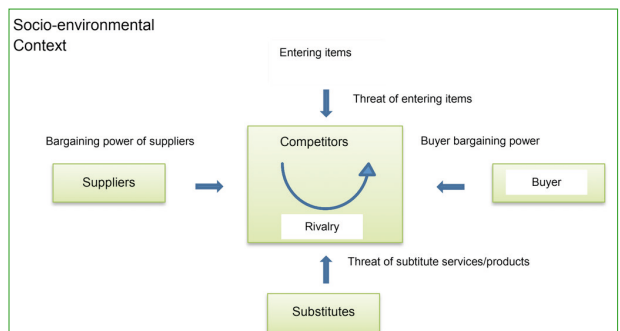 Socio-environmental
Context
Entering items
Threat of entering items
Bargaining power of suppliers
Competitors
Buyer bargaining power
Suppliers
Buyer
Rivalry
Threat of subtitute services/products
Substitutes